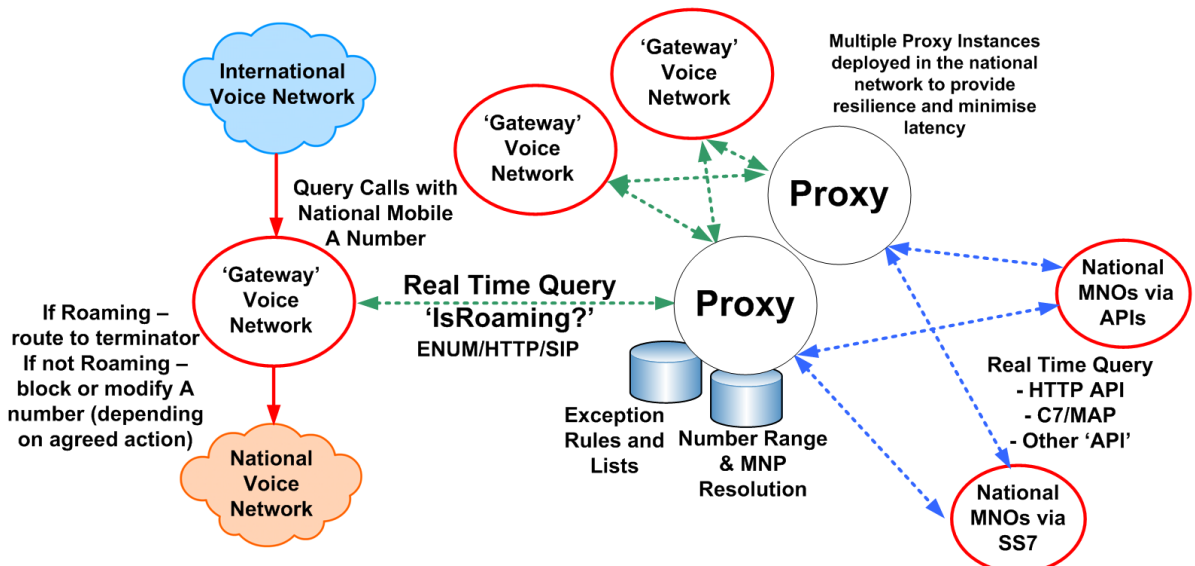 International
Voice Network
'Gateway'
Voice
Network
'Gateway'
Voice
Network
Multiple Proxy Instances
deployed in the national
network to provide
resilience and minimise
latency
Proxy
Query Calls with
National Mobile
A Number
'Gateway'
Voice
Network
Real Time Query
'IsRoaming?'
ENUM/HTTP/SIP
Proxy
National
MNOs via
APIs
If Roaming –
route to terminator
If not Roaming –
block or modify A
number (depending
on agreed action)
Exception
Rules and
Lists
Number Range
& MNP
Resolution
Real Time Query
- HTTP API
- C7/MAP
- Other 'API'
National
Voice
Network
National
MNOs via
SS7